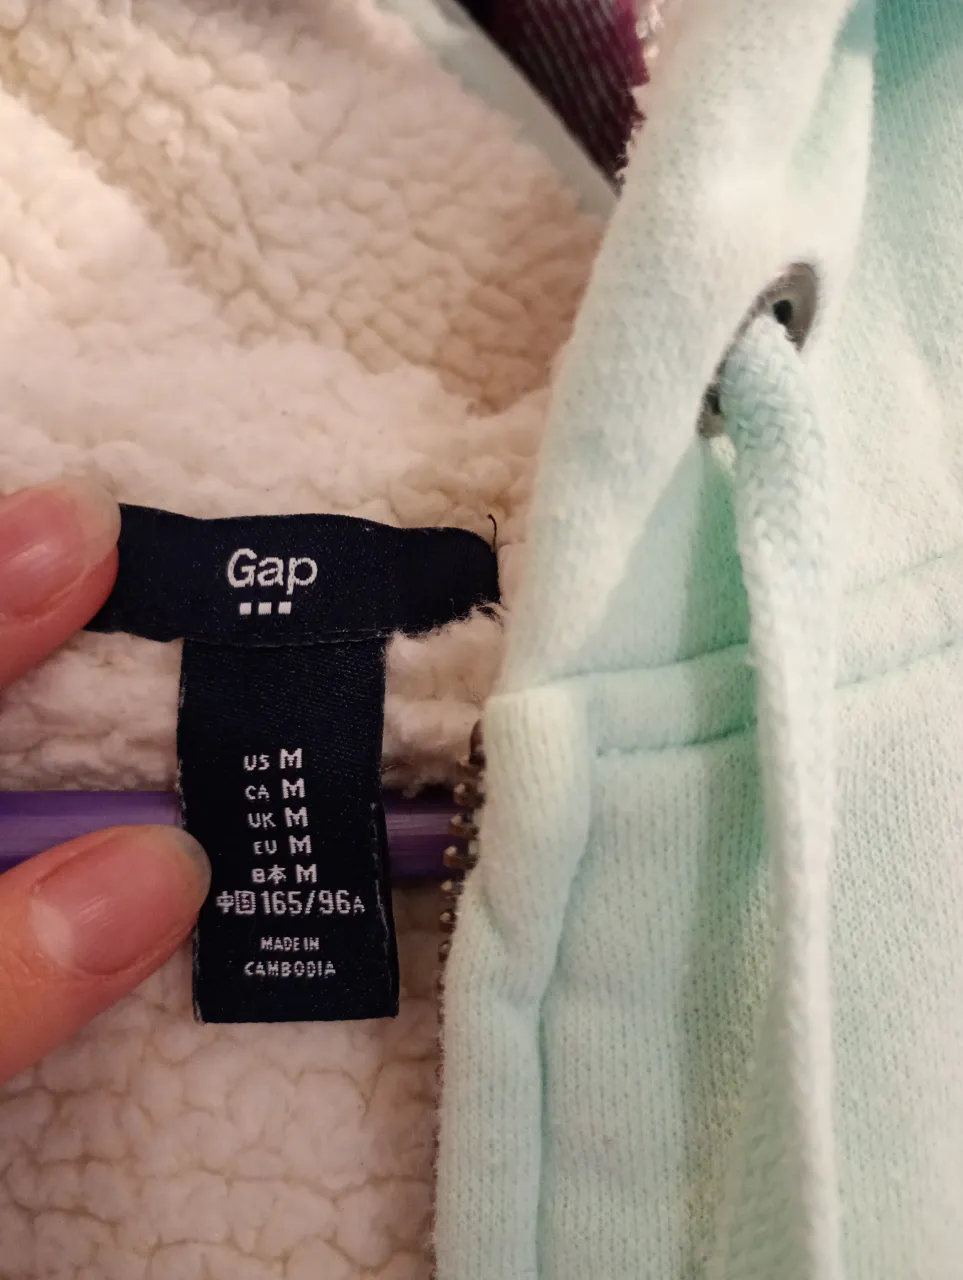 Gap
US M
CA M
UK M
EU M
日本 M
中国 165/96A
MADE IN
CAMBODIA